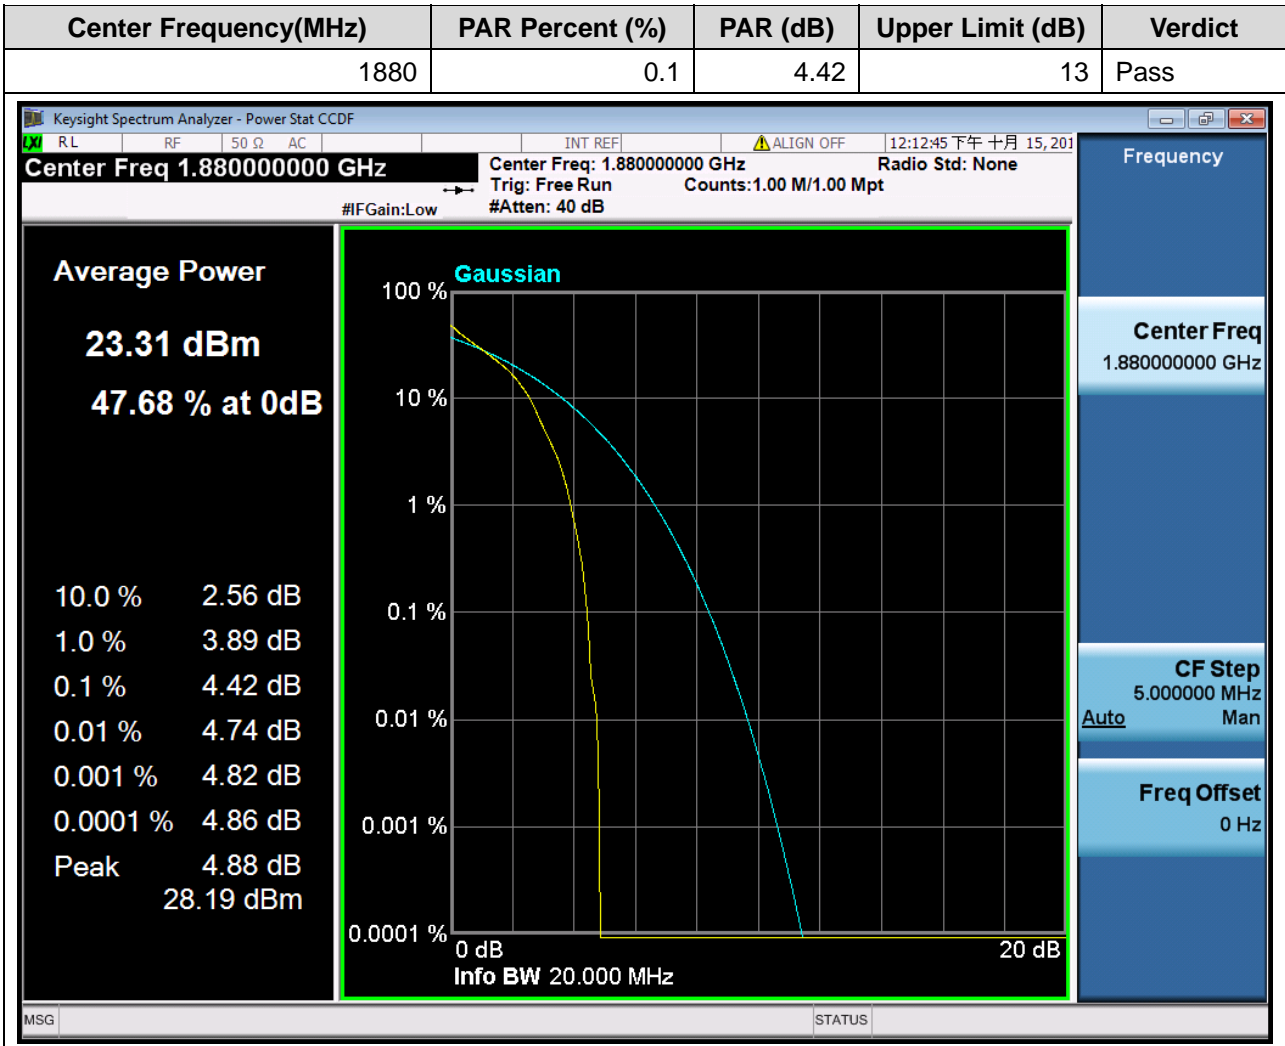 Center Frequency(MHz) PAR Percent (%) PAR (dB) Upper Limit (dB) Verdict
1880 0.1 4.42 13 Pass
Keysight Spectrum Analyzer - Power Stat CCDF
LXI RL RF 50 Ω AC INT REF ALIGN OFF 12:12:45 下午 十月 15, 201
Center Freq 1.880000000 GHz
Center Freq: 1.880000000 GHz Radio Std: None
Trig: Free Run Counts:1.00 M/1.00 Mpt
#IFGain:Low #Atten: 40 dB
Average Power
23.31 dBm
47.68 % at 0dB
10.0 % 2.56 dB
1.0 % 3.89 dB
0.1 % 4.42 dB
0.01 % 4.74 dB
0.001 % 4.82 dB
0.0001 % 4.86 dB
Peak 4.88 dB
28.19 dBm
Gaussian
100 %
10 %
1 %
0.1 %
0.01 %
0.001 %
0.0001 %
0 dB 20 dB
Info BW 20.000 MHz
Frequency
Center Freq
1.880000000 GHz
CF Step
5.000000 MHz
Auto Man
Freq Offset
0 Hz
MSG STATUS